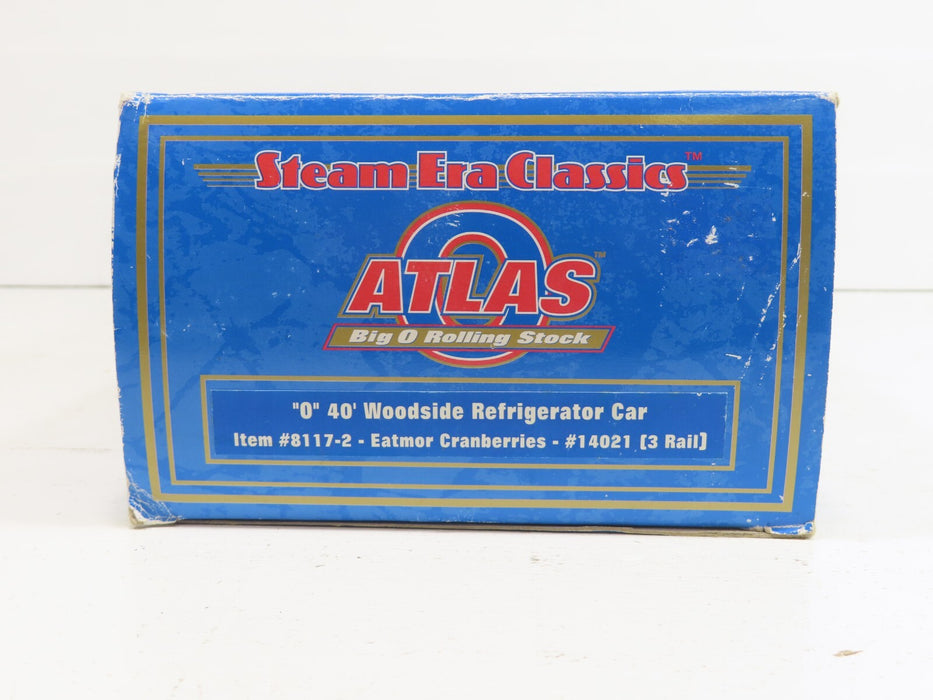 Steam Era Classics™
ATLAS™
Big O Rolling Stock
"O" 40' Woodside Refrigerator Car
Item #8117-2 - Eatmor Cranberries - #14021 (3 Rail)